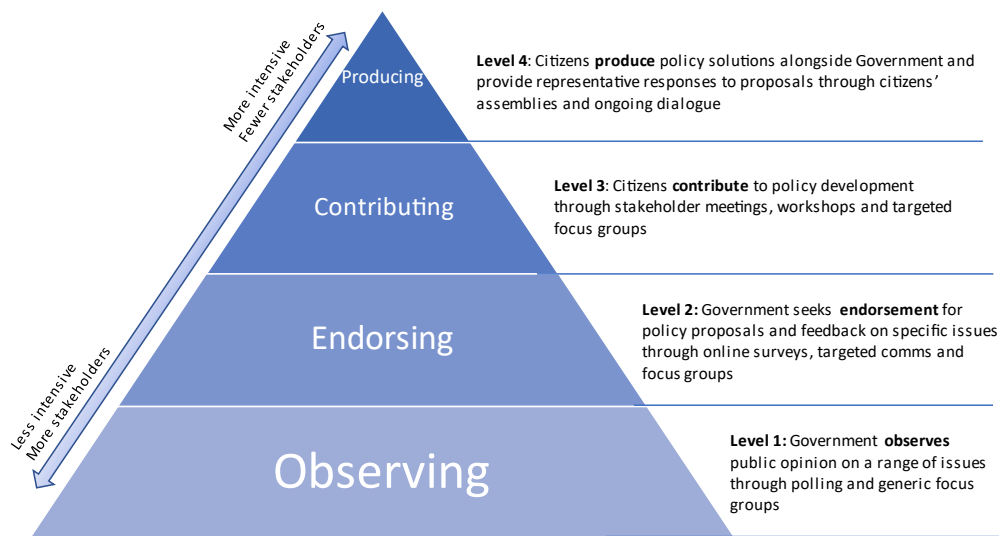 More intensive
Fewer stakeholders
Producing
Level 4: Citizens produce policy solutions alongside Government and
provide representative responses to proposals through citizens’
assemblies and ongoing dialogue
Contributing
Level 3: Citizens contribute to policy development
through stakeholder meetings, workshops and targeted
focus groups
Endorsing
Level 2: Government seeks endorsement for
policy proposals and feedback on specific issues
through online surveys, targeted comms and
focus groups
Less intensive
More stakeholders
Observing
Level 1: Government observes
public opinion on a range of issues
through polling and generic focus
groups